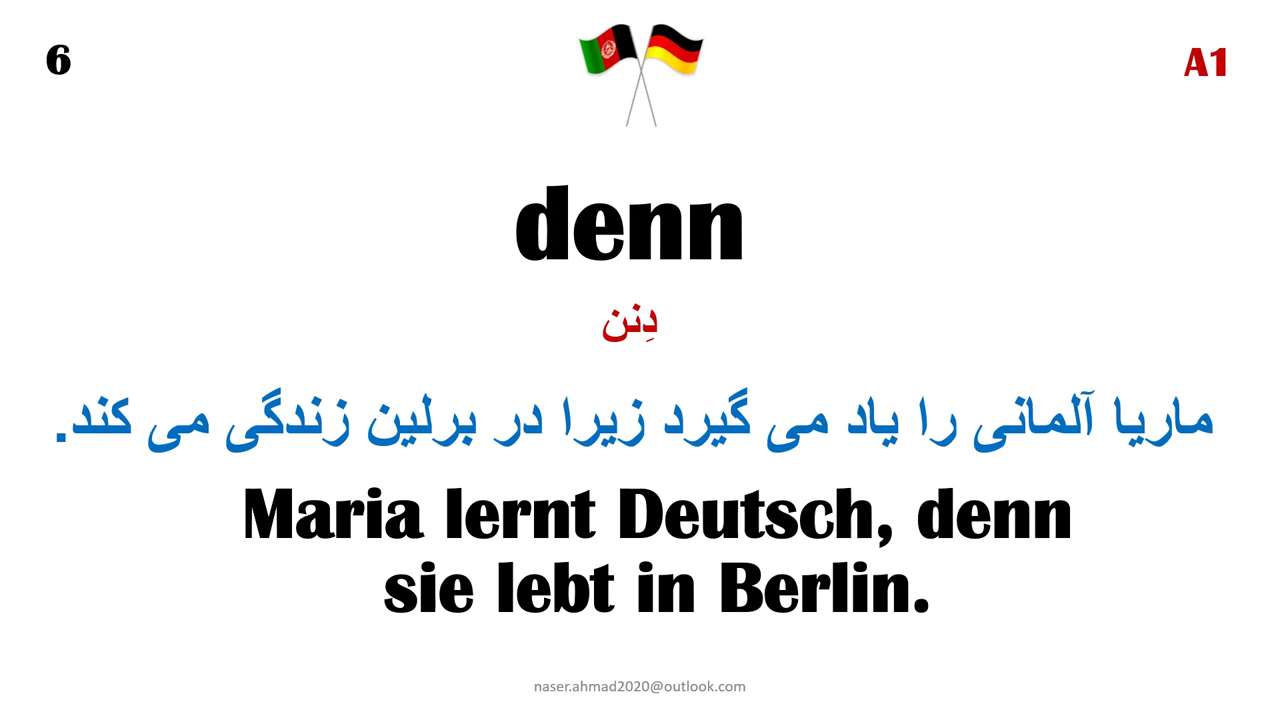 6
A1
denn
دِنن
ماریا آلمانی را یاد می گیرد زیرا در برلین زندگی می کند.
Maria lernt Deutsch, denn
sie lebt in Berlin.
naser.ahmad2020@outlook.com